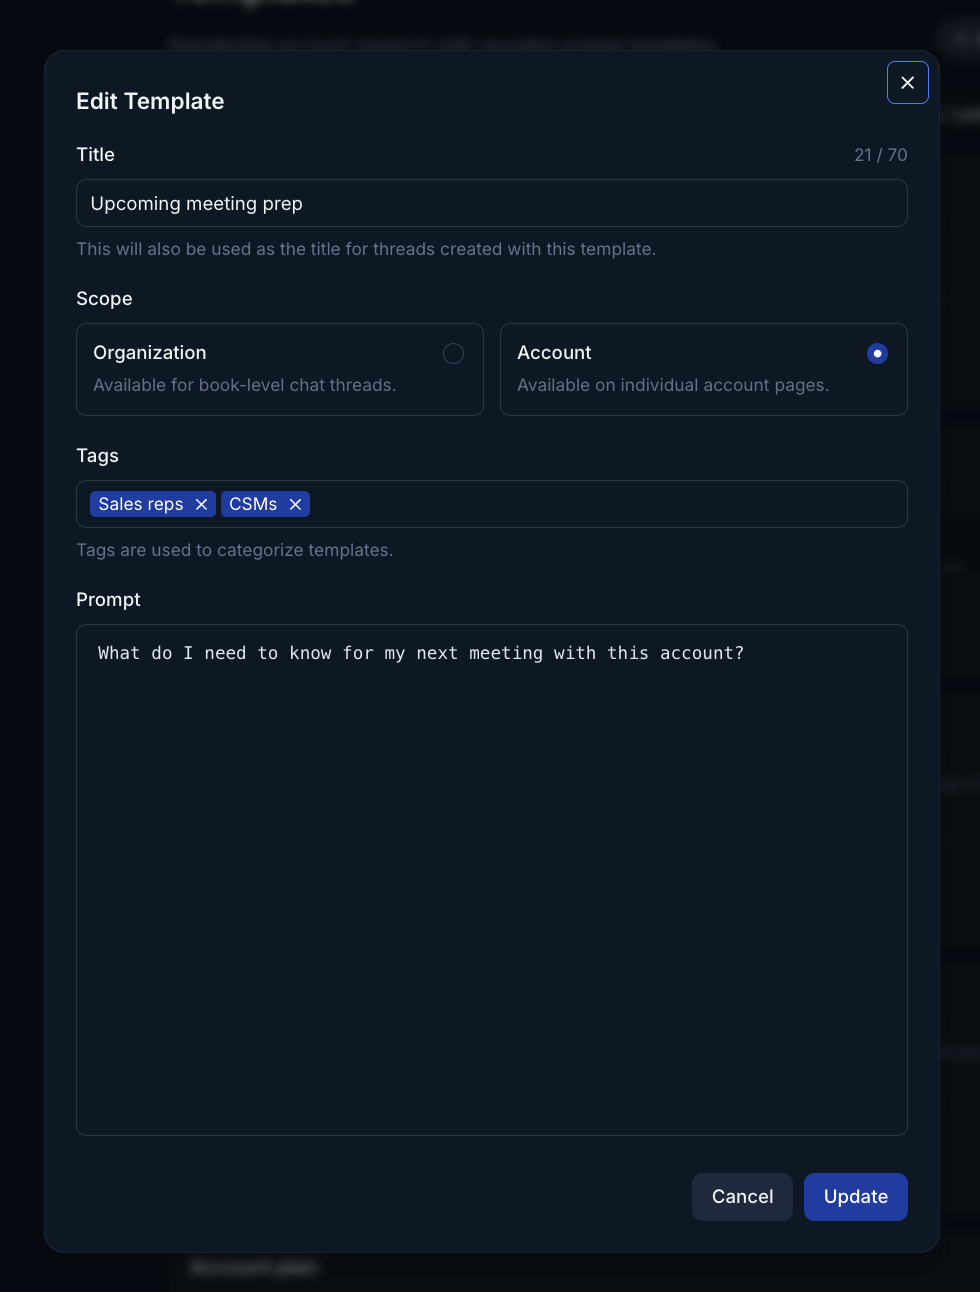 Edit Template
Title
21 / 70
Upcoming meeting prep
This will also be used as the title for threads created with this template.
Scope
Organization
Available for book-level chat threads.
Account
Available on individual account pages.
Tags
Sales reps
CSMs
Tags are used to categorize templates.
Prompt
What do I need to know for my next meeting with this account?
Cancel
Update
Account plan